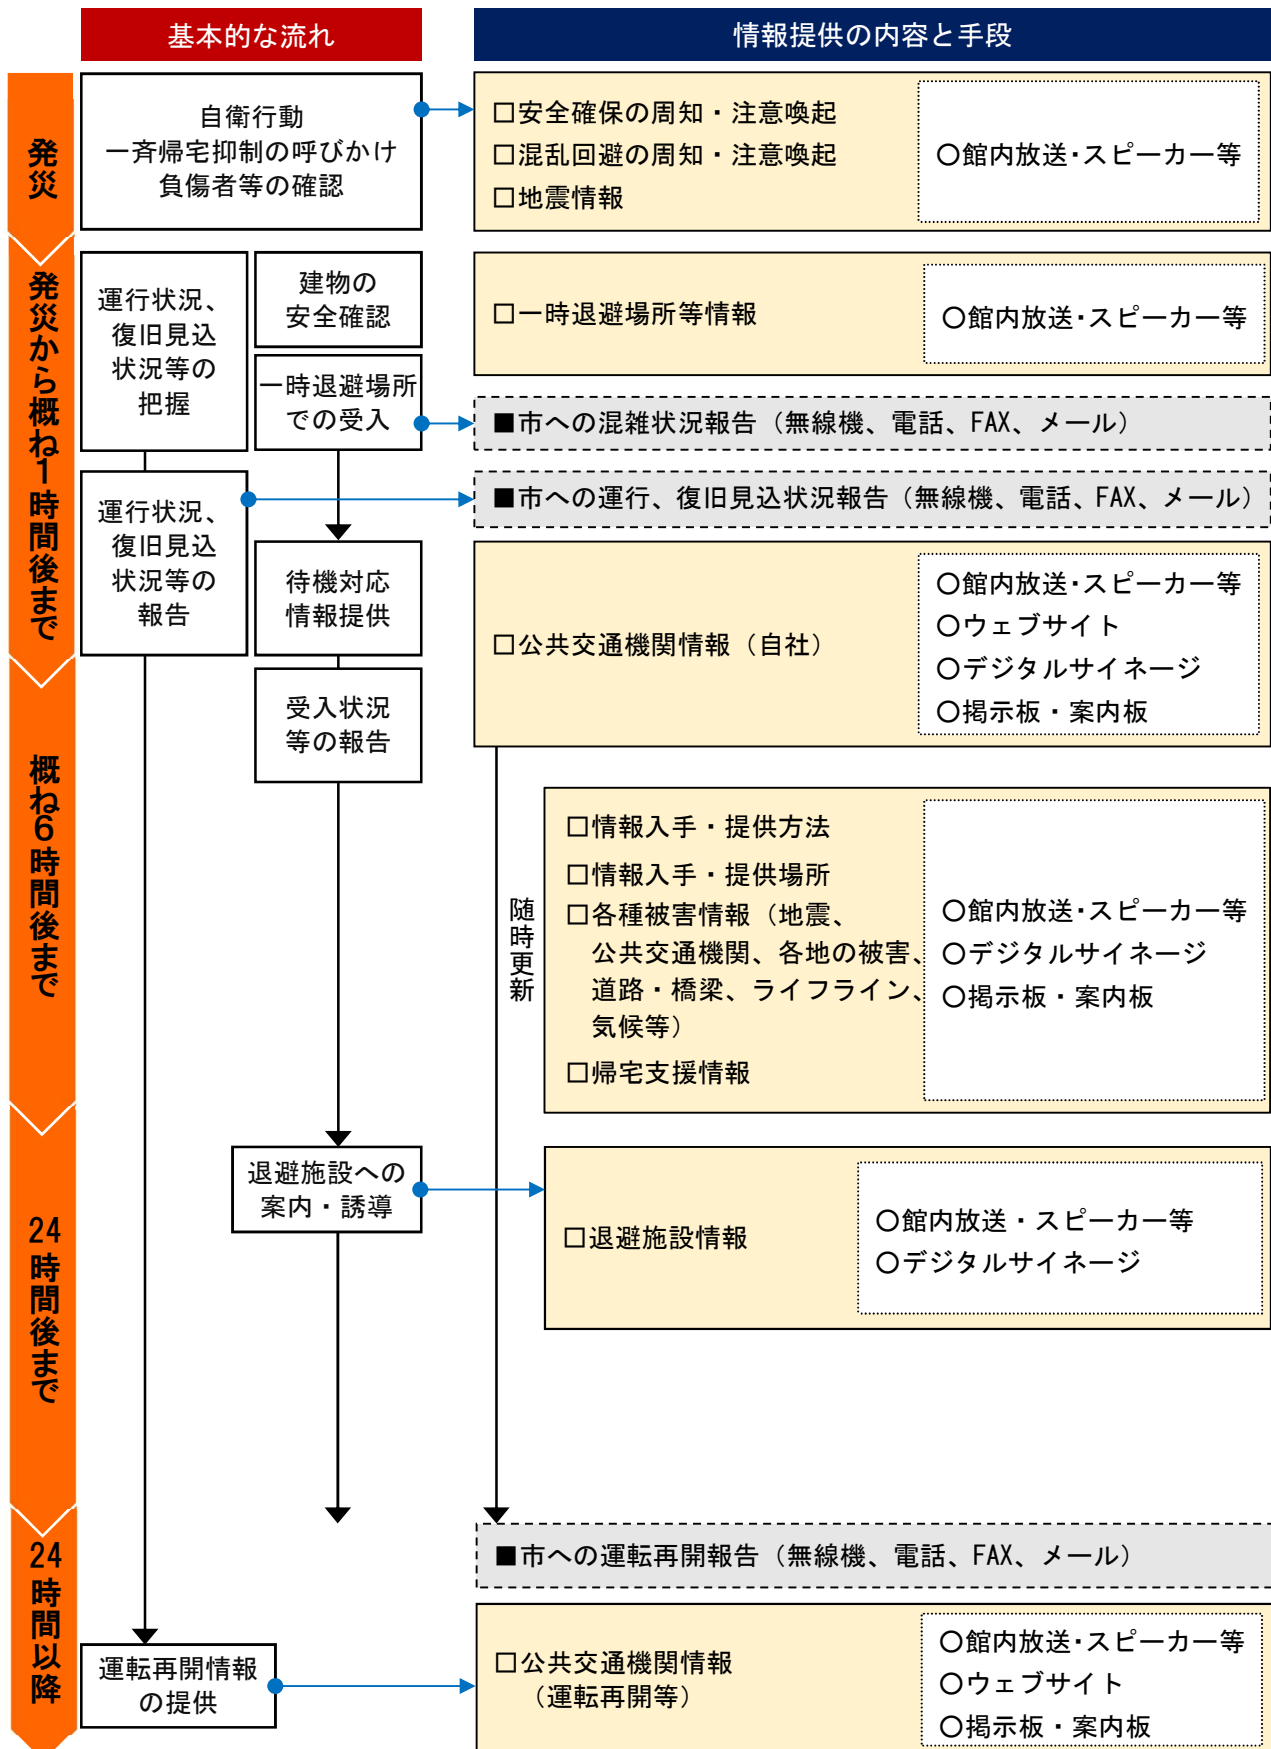 基本的な流れ
情報提供の内容と手段
発災
自衛行動
一斉帰宅抑制の呼びかけ
負傷者等の確認
□安全確保の周知・注意喚起
□混乱回避の周知・注意喚起
□地震情報
○館内放送・スピーカー等
発災から概ね1時間後まで
運行状況、
復旧見込
状況等の
把握
建物の
安全確認
□一時退避場所等情報
○館内放送・スピーカー等
一時退避場所
での受入
■市への混雑状況報告（無線機、電話、FAX、メール）
■市への運行、復旧見込状況報告（無線機、電話、FAX、メール）
運行状況、
復旧見込
状況等の
報告
待機対応
情報提供
□公共交通機関情報（自社）
○館内放送・スピーカー等
○ウェブサイト
○デジタルサイネージ
○掲示板・案内板
概ね６時間後まで
受入状況
等の報告
随時更新
□情報入手・提供方法
□情報入手・提供場所
□各種被害情報（地震、
公共交通機関、各地の被害、
道路・橋梁、ライフライン、
気候等）
□帰宅支援情報
○館内放送・スピーカー等
○デジタルサイネージ
○掲示板・案内板
24時間後まで
退避施設への
案内・誘導
□退避施設情報
○館内放送・スピーカー等
○デジタルサイネージ
24時間以降
■市への運転再開報告（無線機、電話、FAX、メール）
運転再開情報
の提供
□公共交通機関情報
（運転再開等）
○館内放送・スピーカー等
○ウェブサイト
○掲示板・案内板